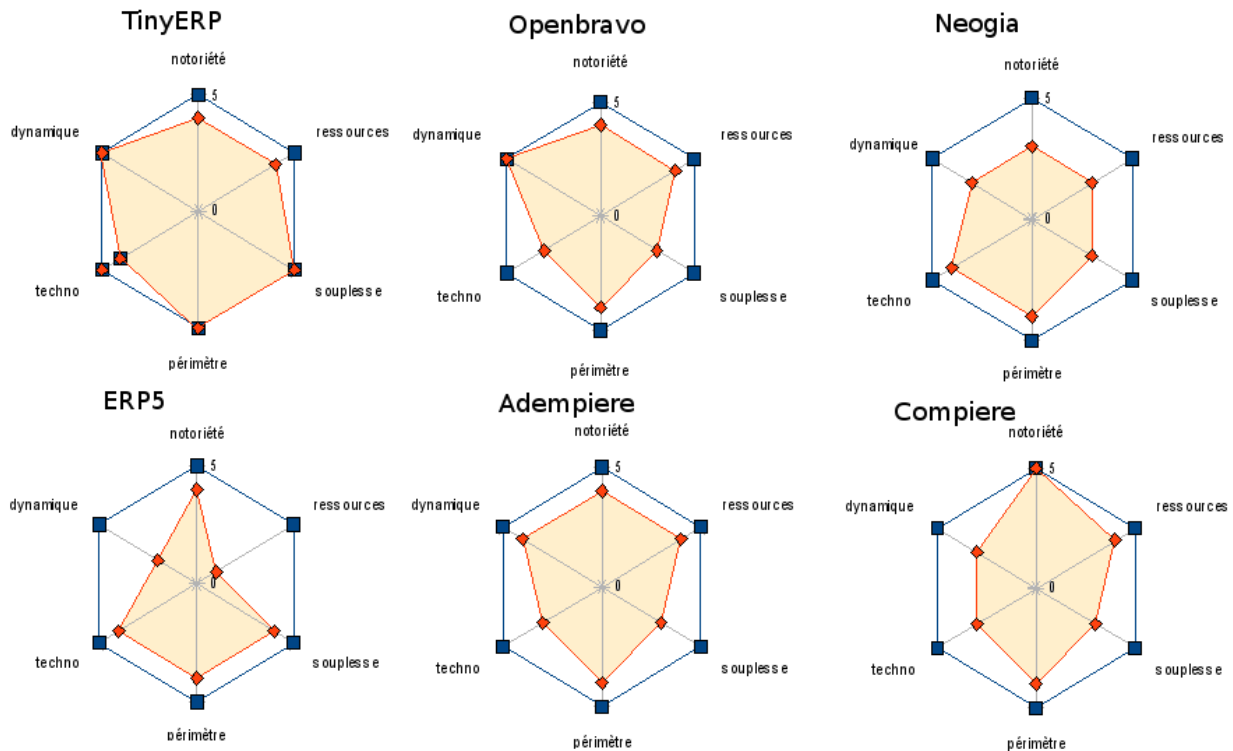 TinyERP
notoriété
5
dynamique
ressources
0
techno
souplesse
périmètre
Openbravo
notoriété
5
dynamique
ressources
0
techno
souplesse
périmètre
Neogia
notoriété
5
dynamique
ressources
0
techno
souplesse
périmètre
ERP5
notoriété
5
dynamique
ressources
0
techno
souplesse
périmètre
Adempiere
notoriété
5
dynamique
ressources
0
techno
souplesse
périmètre
Compiere
notoriété
5
dynamique
ressources
0
techno
souplesse
périmètre